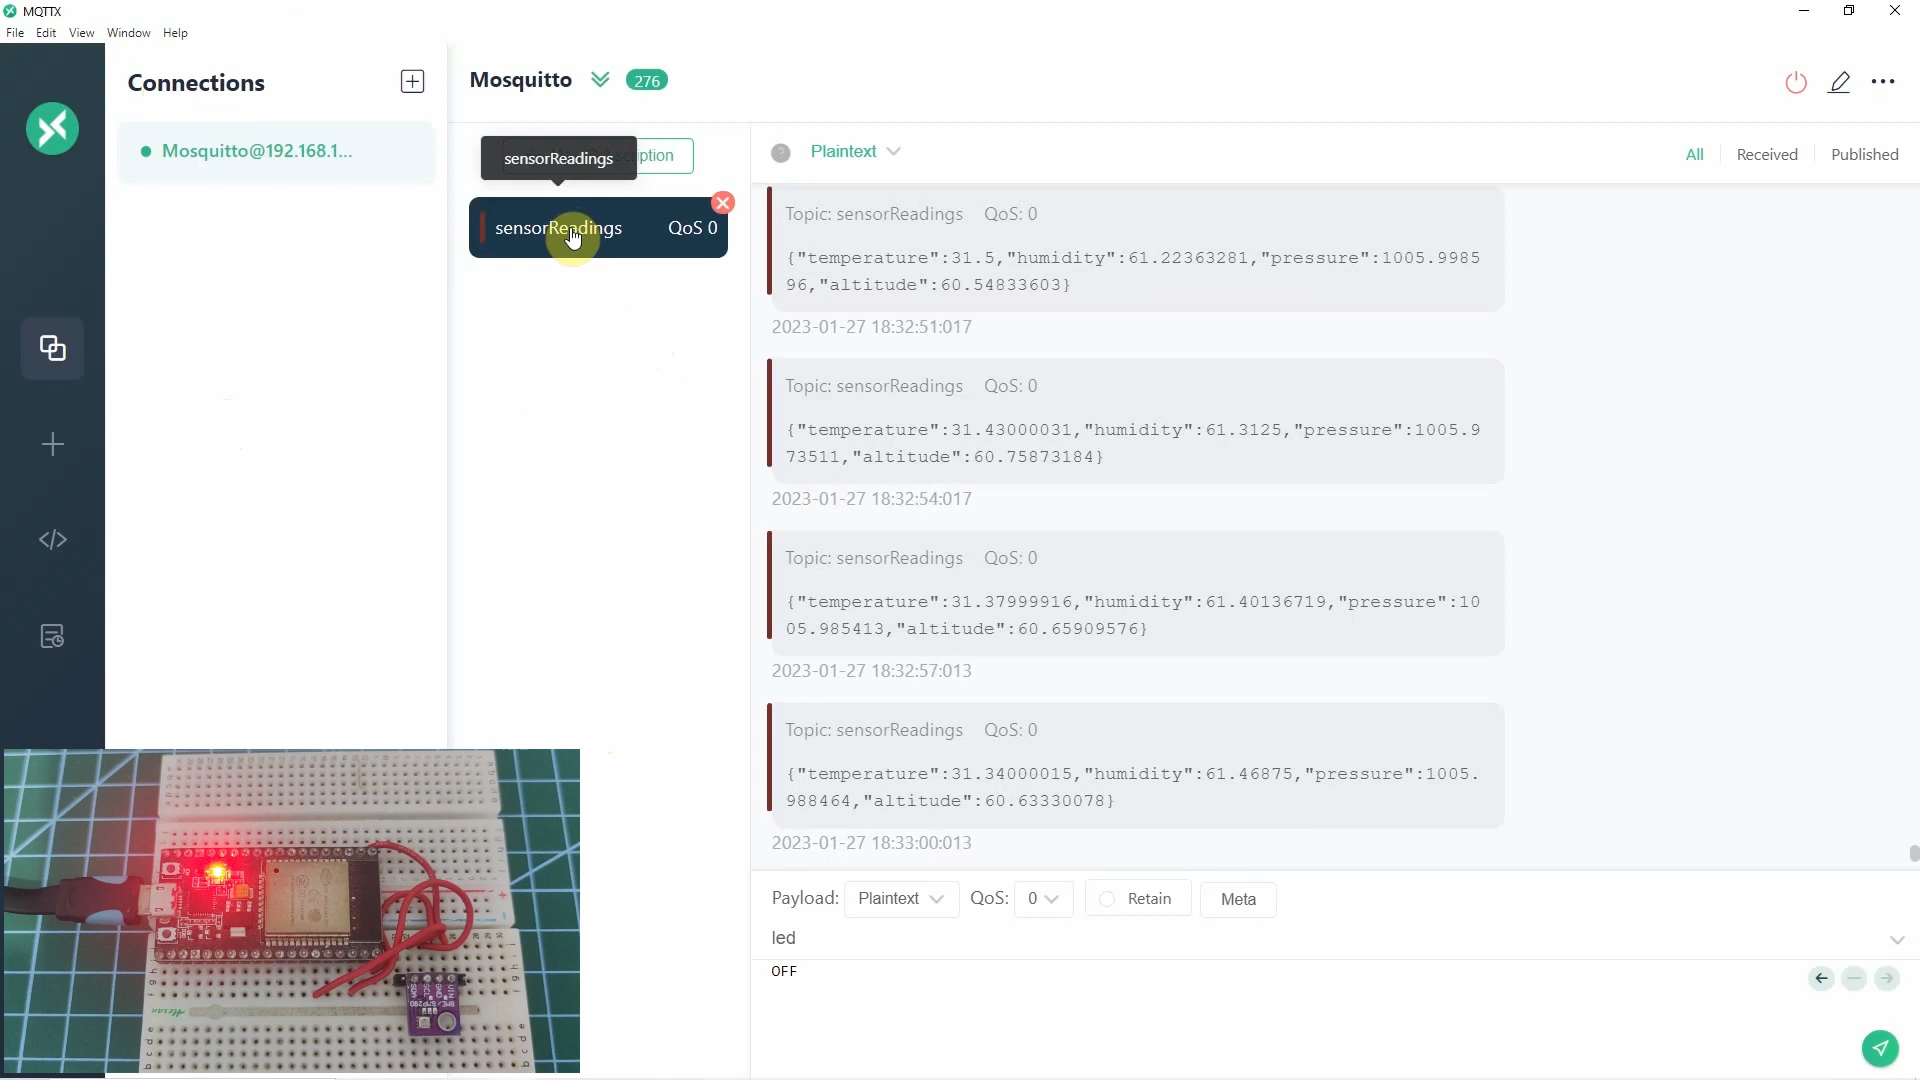 MQTTX
File Edit View Window Help
Connections
Mosquitto@192.168.1...
Mosquitto 276
sensorReadings
ption
sensorReadings QoS 0
Plaintext
All Received Published
Topic: sensorReadings QoS: 0
{"temperature":31.5,"humidity":61.22363281,"pressure":1005.9985
96,"altitude":60.54833603}
2023-01-27 18:32:51:017
Topic: sensorReadings QoS: 0
{"temperature":31.43000031,"humidity":61.3125,"pressure":1005.9
73511,"altitude":60.75873184}
2023-01-27 18:32:54:017
Topic: sensorReadings QoS: 0
{"temperature":31.37999916,"humidity":61.40136719,"pressure":10
05.985413,"altitude":60.65909576}
2023-01-27 18:32:57:013
Topic: sensorReadings QoS: 0
{"temperature":31.34000015,"humidity":61.46875,"pressure":1005.
988464,"altitude":60.63330078}
2023-01-27 18:33:00:013
Payload: Plaintext QoS: 0 Retain Meta
led
OFF
VIN
GND
SCL
SDA